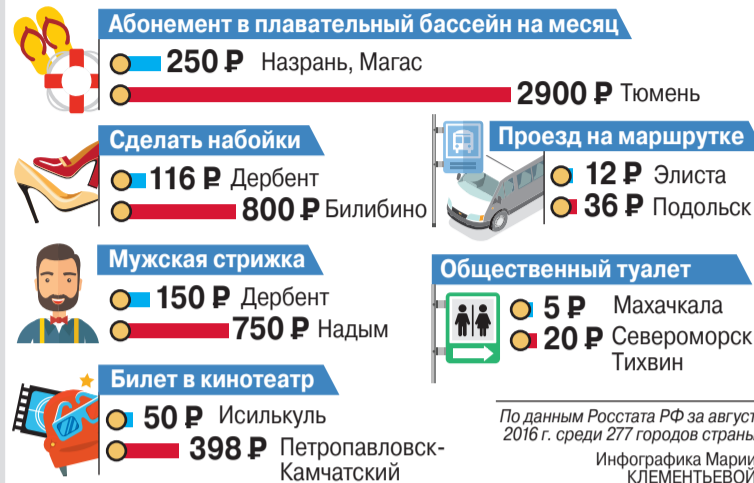 Абонемент в плавательный бассейн на месяц
250 ₽ Назрань, Магас
2900 ₽ Тюмень
Сделать набойки
116 ₽ Дербент
800 ₽ Билибино
Проезд на маршрутке
12 ₽ Элиста
36 ₽ Подольск
Мужская стрижка
150 ₽ Дербент
750 ₽ Надым
Общественный туалет
5 ₽ Махачкала
20 ₽ Североморск
Тихвин
Билет в кинотеатр
50 ₽ Исилькуль
398 ₽ Петропавловск-
Камчатский
По данным Росстата РФ за август
2016 г. среди 277 городов страны
Инфографика Марии
КЛЕМЕНТЬЕВОЙ